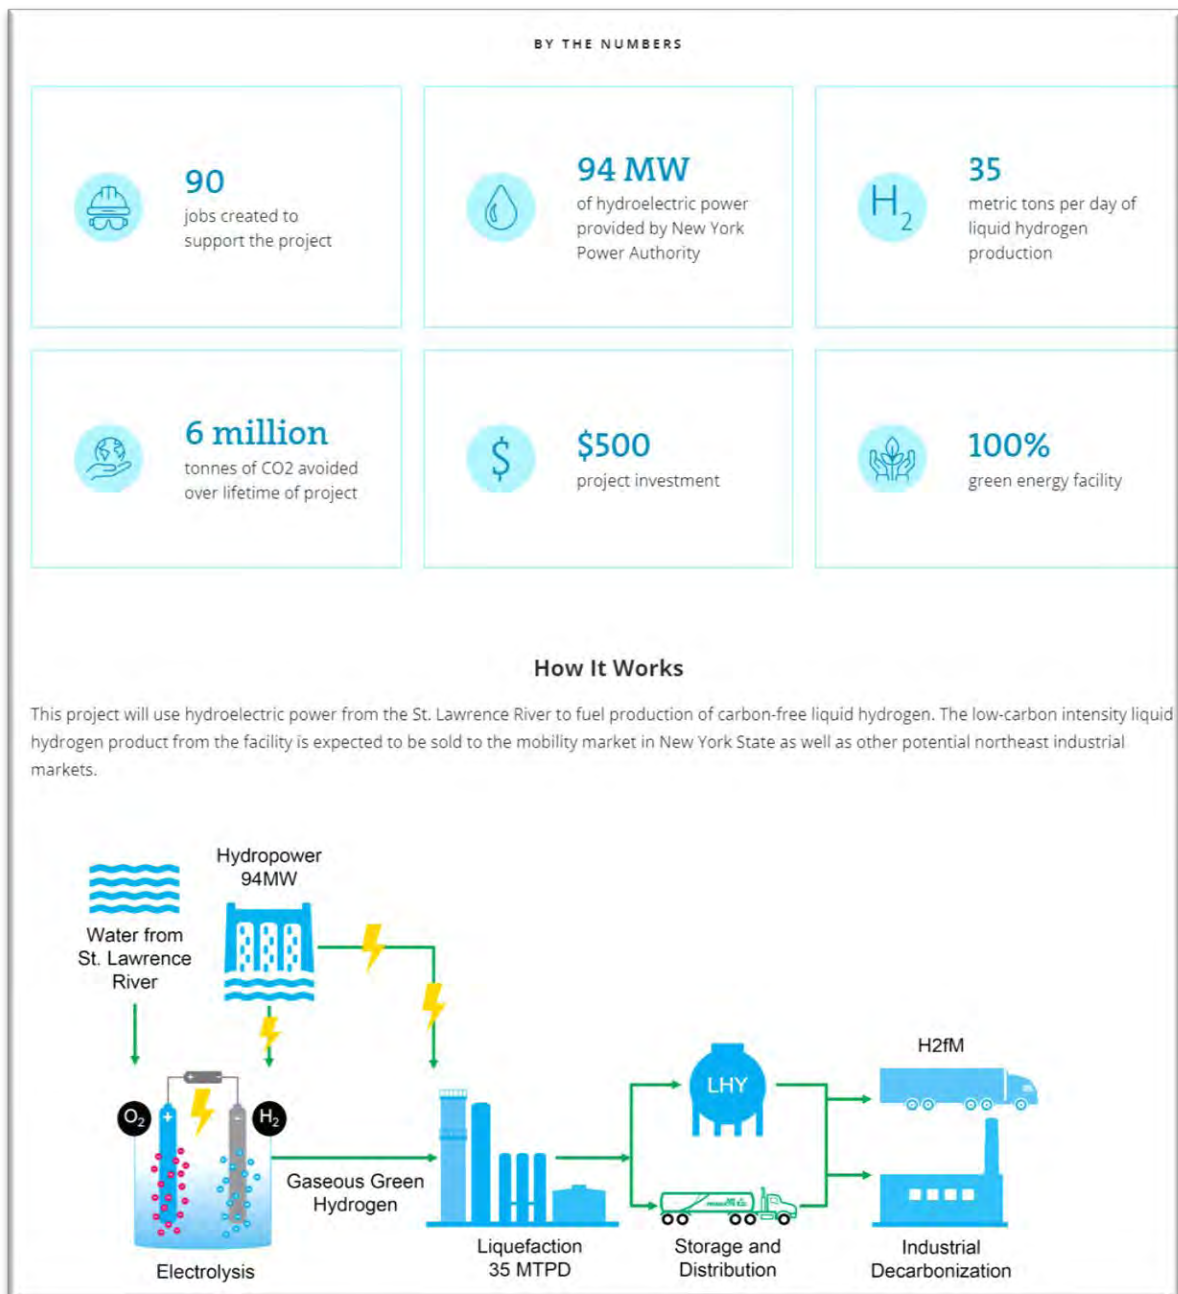 BY THE NUMBERS
90
jobs created to
support the project
94 MW
of hydroelectric power
provided by New York
Power Authority
H2
35
metric tons per day of
liquid hydrogen
production
6 million
tonnes of CO2 avoided
over lifetime of project
$
$500
project investment
100%
green energy facility
How It Works
This project will use hydroelectric power from the St. Lawrence River to fuel production of carbon-free liquid hydrogen. The low-carbon intensity liquid
hydrogen product from the facility is expected to be sold to the mobility market in New York State as well as other potential northeast industrial
markets.
Water from
St. Lawrence
River
Hydropower
94MW
O2
+
-
H2
Electrolysis
Gaseous Green
Hydrogen
Liquefaction
35 MTPD
LHY
Storage and
Distribution
H2fM
Industrial
Decarbonization